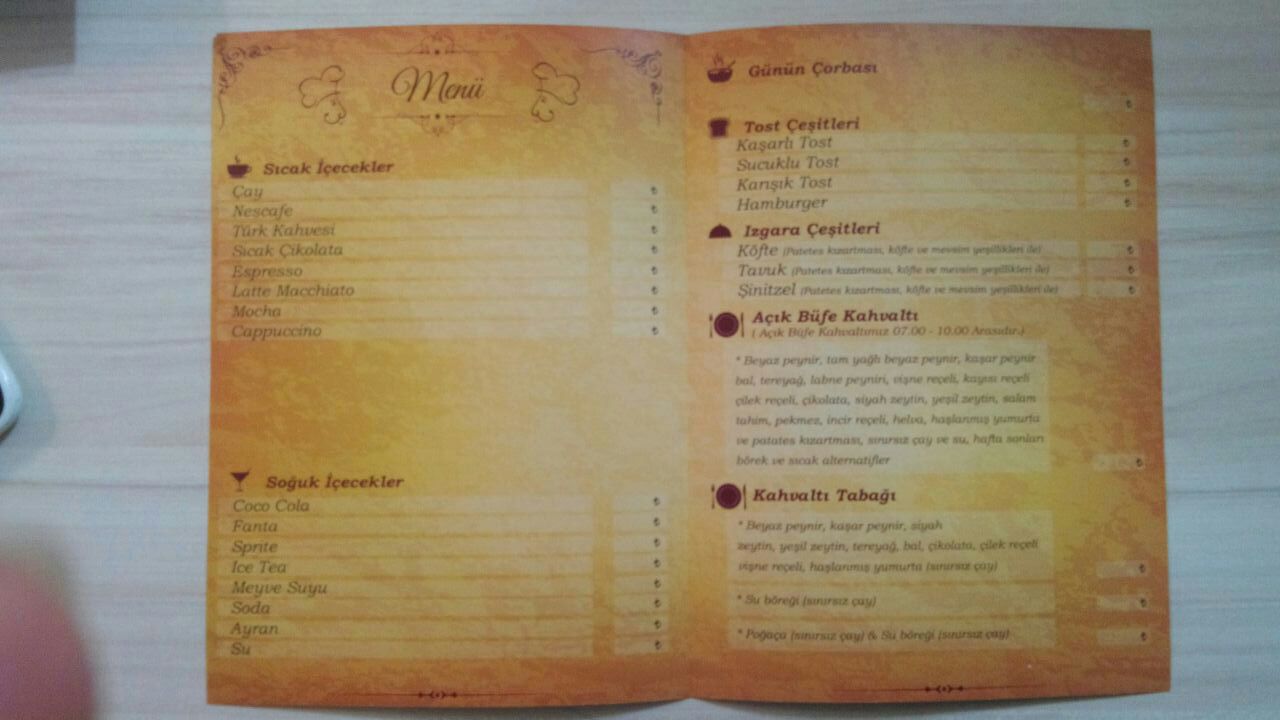 Menü
Sıcak İçecekler
Çay ₺
Nescafe ₺
Türk Kahvesi ₺
Sıcak Çikolata ₺
Espresso ₺
Latte Macchiato ₺
Mocha ₺
Cappuccino ₺
Soğuk İçecekler
Coco Cola ₺
Fanta ₺
Sprite ₺
Ice Tea ₺
Meyve Suyu ₺
Soda ₺
Ayran ₺
Su ₺
Günün Çorbası
₺
Tost Çeşitleri
Kaşarlı Tost ₺
Sucuklu Tost ₺
Karışık Tost ₺
Hamburger ₺
Izgara Çeşitleri
Köfte (Patetes kızartması, köfte ve mevsim yeşillikleri ile) ₺
Tavuk (Patetes kızartması, köfte ve mevsim yeşillikleri ile) ₺
Şinitzel (Patetes kızartması, köfte ve mevsim yeşillikleri ile) ₺
Açık Büfe Kahvaltı
( Açık Büfe Kahvaltımız 07.00 - 10.00 Arasıdır.)
* Beyaz peynir, tam yağlı beyaz peynir, kaşar peynir
bal, tereyağ, labne peyniri, vişne reçeli, kayısı reçeli
çilek reçeli, çikolata, siyah zeytin, yeşil zeytin, salam
tahim, pekmez, incir reçeli, helva, haşlanmış yumurta
ve patates kızartması, sınırsız çay ve su, hafta sonları
börek ve sıcak alternatifler ₺
Kahvaltı Tabağı
* Beyaz peynir, kaşar peynir, siyah
zeytin, yeşil zeytin, tereyağ, bal, çikolata, çilek reçeli
vişne reçeli, haşlanmış yumurta (sınırsız çay) ₺
* Su böreği (sınırsız çay) ₺
* Poğaça (sınırsız çay) & Su böreği (sınırsız çay) ₺